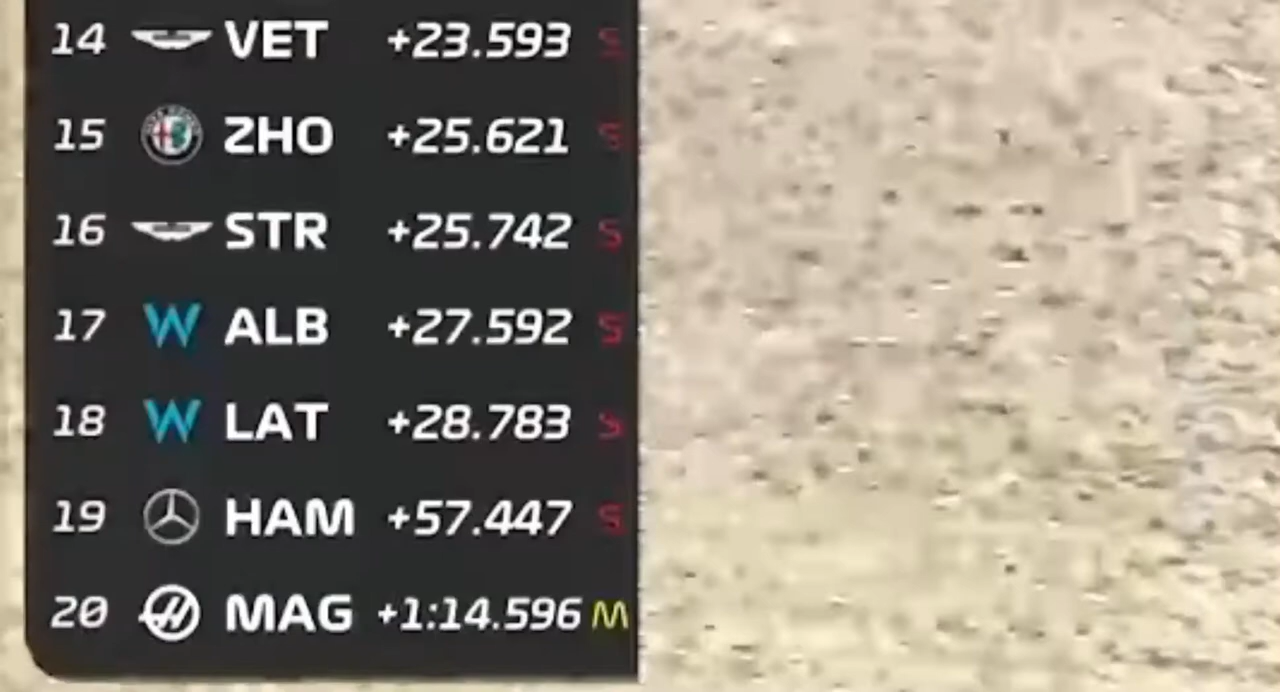 14 VET +23.593 S
15 ZHO +25.621 S
16 STR +25.742 S
17 W ALB +27.592 S
18 W LAT +28.783 S
19 HAM +57.447 S
20 H MAG +1:14.596 M